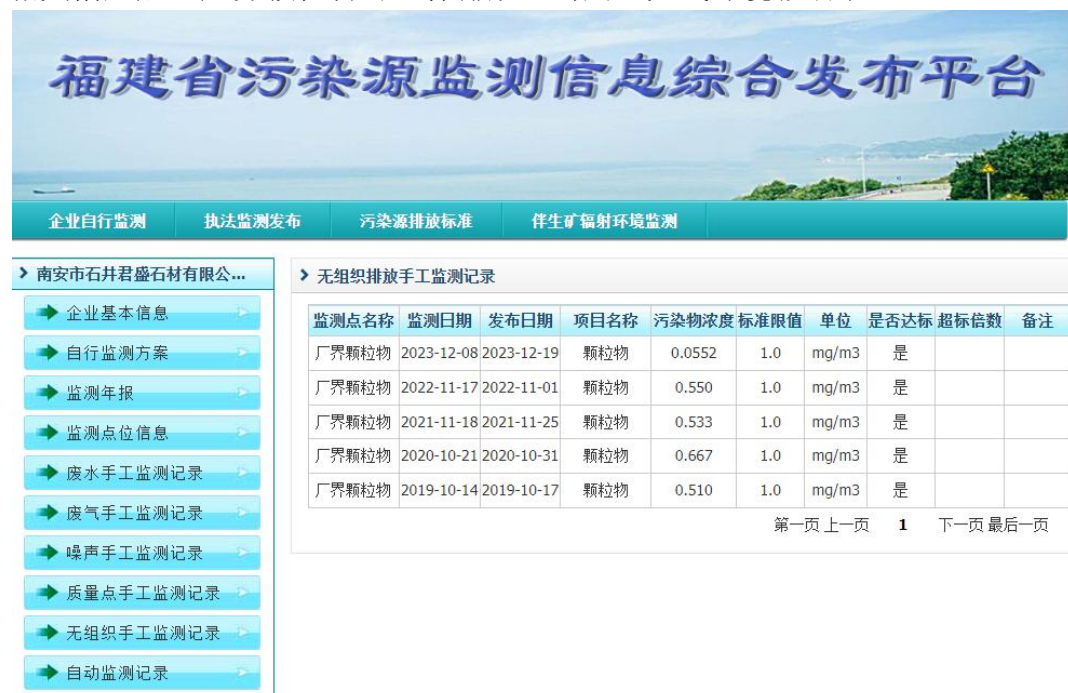 福建省污染源监测信息综合发布平台
企业自行监测 执法监测发布 污染源排放标准 伴生矿辐射环境监测
南安市石井君盛石材有限公...
企业基本信息
自行监测方案
监测年报
监测点位信息
废水手工监测记录
废气手工监测记录
噪声手工监测记录
质量点手工监测记录
无组织手工监测记录
自动监测记录
无组织排放手工监测记录
监测点名称 监测日期 发布日期 项目名称 污染物浓度 标准限值 单位 是否达标 超标倍数 备注
厂界颗粒物 2023-12-08 2023-12-19 颗粒物 0.0552 1.0 mg/m3 是
厂界颗粒物 2022-11-17 2022-11-01 颗粒物 0.550 1.0 mg/m3 是
厂界颗粒物 2021-11-18 2021-11-25 颗粒物 0.533 1.0 mg/m3 是
厂界颗粒物 2020-10-21 2020-10-31 颗粒物 0.667 1.0 mg/m3 是
厂界颗粒物 2019-10-14 2019-10-17 颗粒物 0.510 1.0 mg/m3 是
第一页 上一页 1 下一页 最后一页